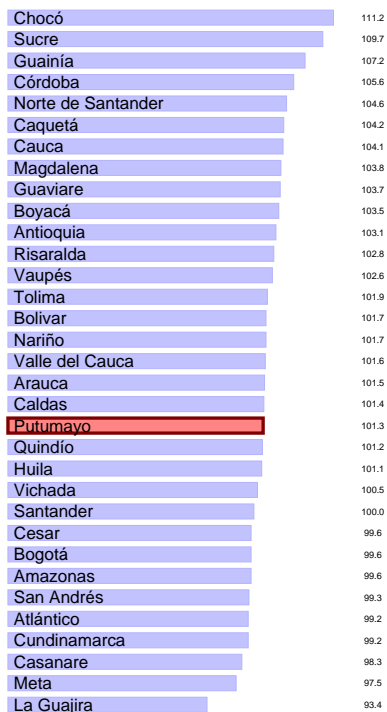 Chocó 111.2
Sucre 109.7
Guainía 107.2
Córdoba 105.6
Norte de Santander 104.6
Caquetá 104.2
Cauca 104.1
Magdalena 103.8
Guaviare 103.7
Boyacá 103.5
Antioquia 103.1
Risaralda 102.8
Vaupés 102.6
Tolima 101.9
Bolivar 101.7
Nariño 101.7
Valle del Cauca 101.6
Arauca 101.5
Caldas 101.4
Putumayo 101.3
Quindío 101.2
Huila 101.1
Vichada 100.5
Santander 100.0
Cesar 99.6
Bogotá 99.6
Amazonas 99.6
San Andrés 99.3
Atlántico 99.2
Cundinamarca 99.2
Casanare 98.3
Meta 97.5
La Guajira 93.4